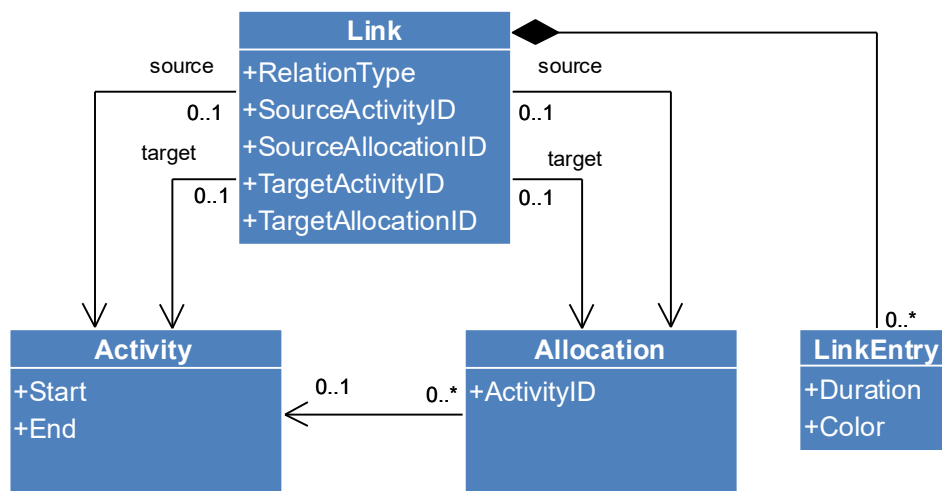 Link
+RelationType
+SourceActivityID
+SourceAllocationID
+TargetActivityID
+TargetAllocationID
source
0..1
target
0..1
source
0..1
target
0..1
0..*
Activity
+Start
+End
0..1
0..*
Allocation
+ActivityID
LinkEntry
+Duration
+Color